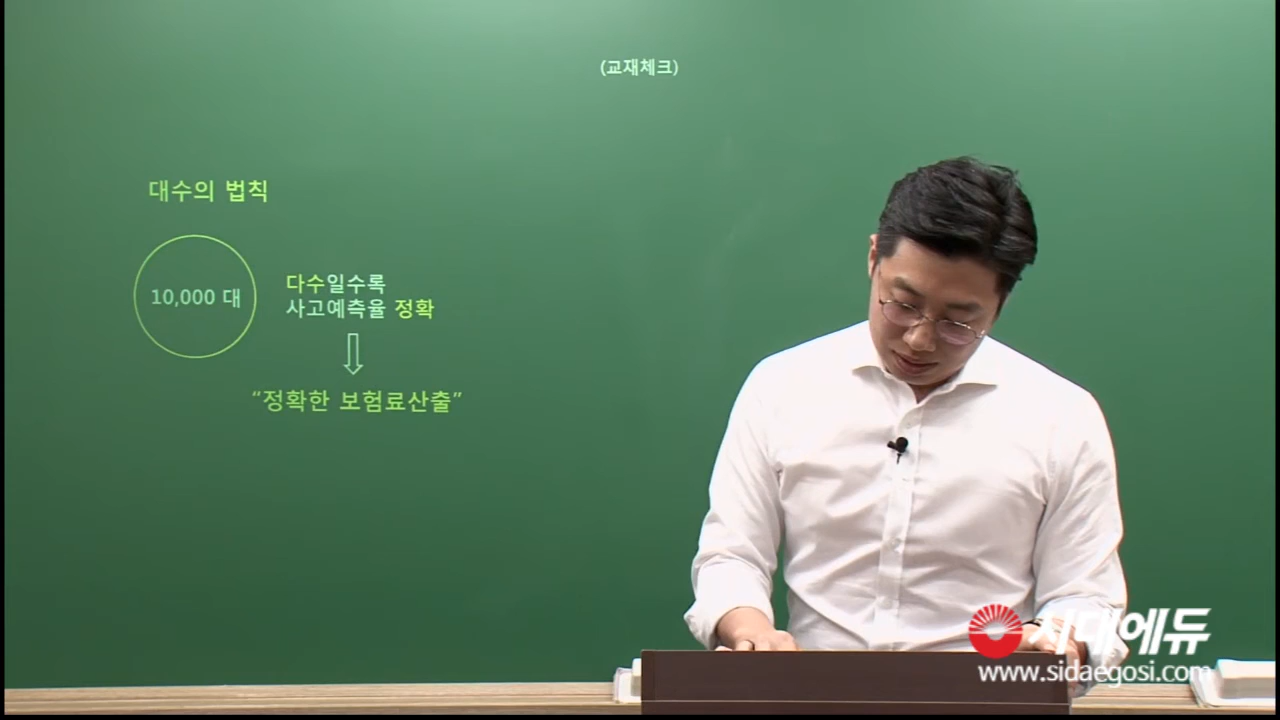 (교재체크)
대수의 법칙
10,000 대
다수일수록
사고예측율 정확
“정확한 보험료산출”
시대에듀
www.sidaegosi.com